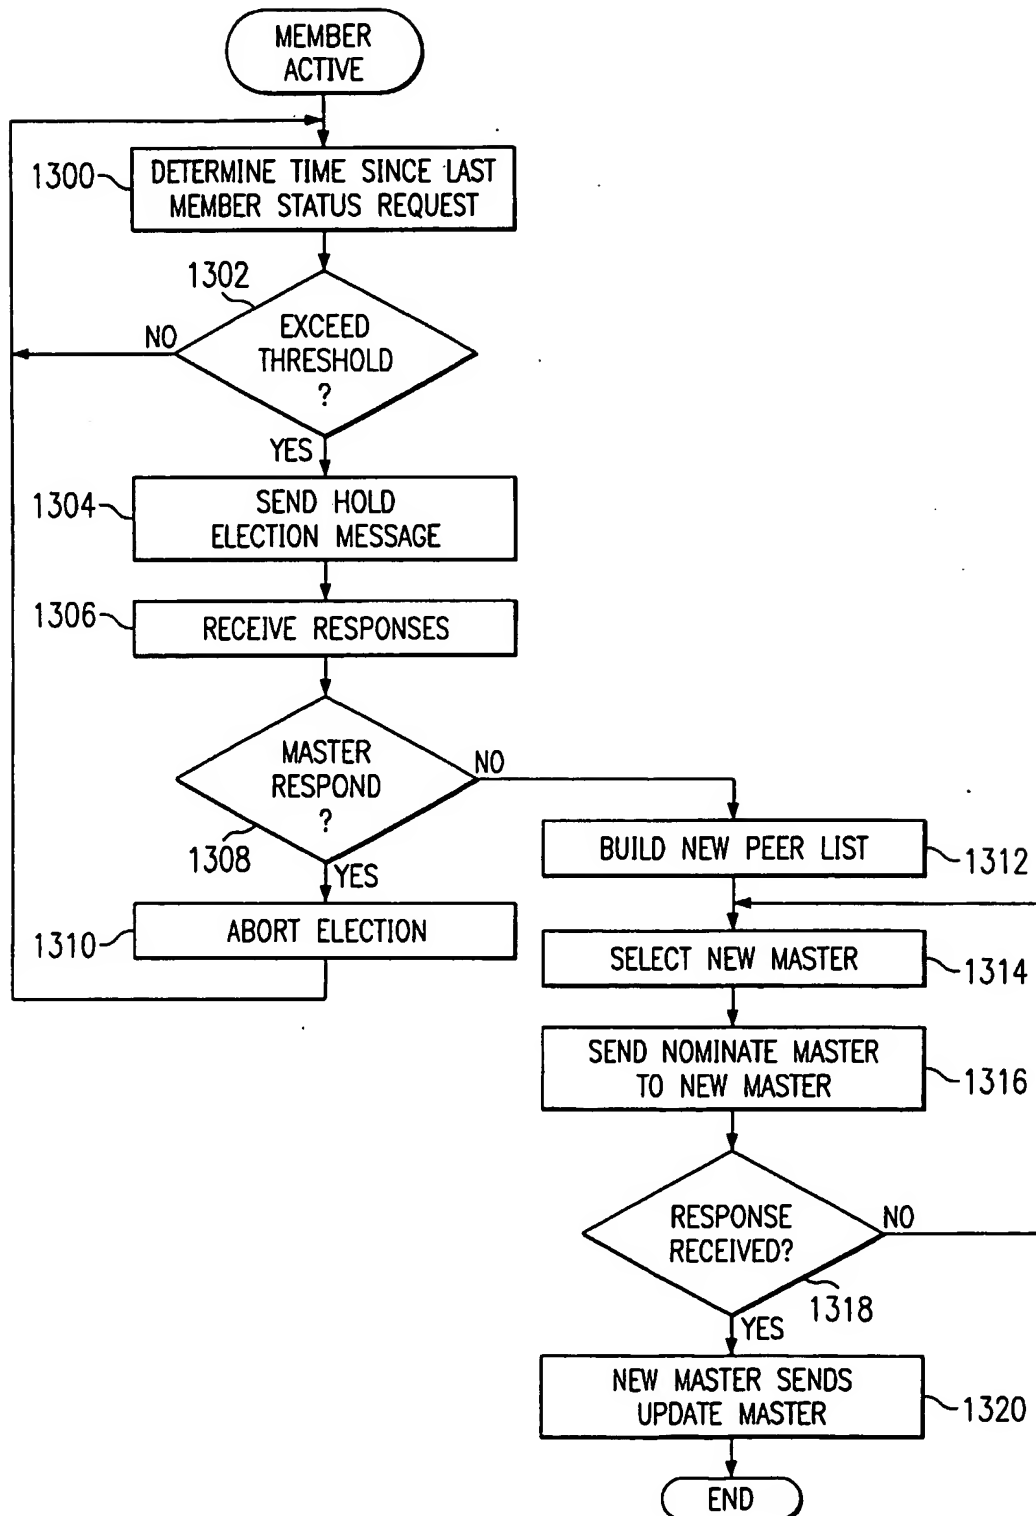 MEMBER
ACTIVE
1300
DETERMINE TIME SINCE LAST
MEMBER STATUS REQUEST
1302
EXCEED
THRESHOLD
?
NO
YES
1304
SEND HOLD
ELECTION MESSAGE
1306
RECEIVE RESPONSES
MASTER
RESPOND
?
NO
1308
YES
1310
ABORT ELECTION
BUILD NEW PEER LIST
1312
SELECT NEW MASTER
1314
SEND NOMINATE MASTER
TO NEW MASTER
1316
RESPONSE
RECEIVED?
NO
1318
YES
NEW MASTER SENDS
UPDATE MASTER
1320
END